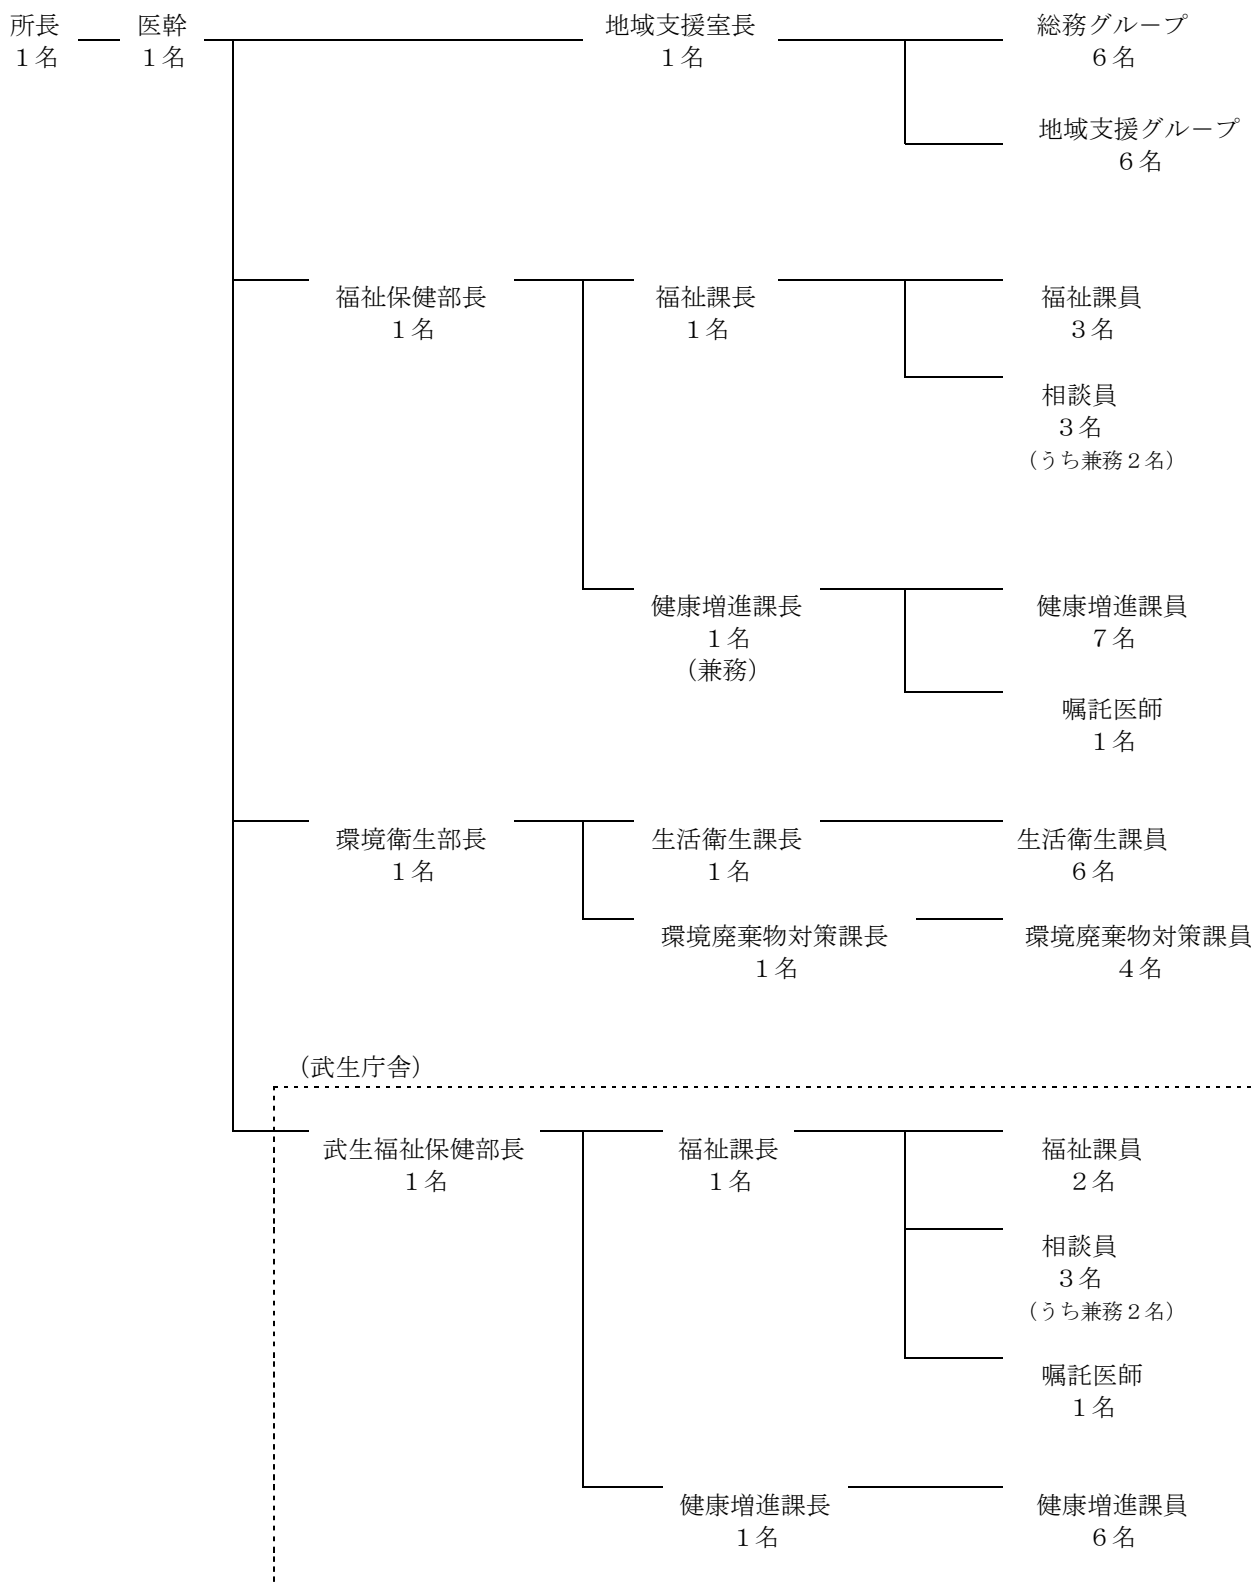 所長 医幹 地域支援室長 総務グループ
１名 １名 １名 ６名
地域支援グループ
６名
福祉保健部長 福祉課長 福祉課員
１名 １名 ３名
相談員
３名
（うち兼務２名）
健康増進課長 健康増進課員
１名 ７名
（兼務）
嘱託医師
１名
環境衛生部長 生活衛生課長 生活衛生課員
１名 １名 ６名
環境廃棄物対策課長 環境廃棄物対策課員
１名 ４名
（武生庁舎）
武生福祉保健部長 福祉課長 福祉課員
１名 １名 ２名
相談員
３名
（うち兼務２名）
嘱託医師
１名
健康増進課長 健康増進課員
１名 ６名